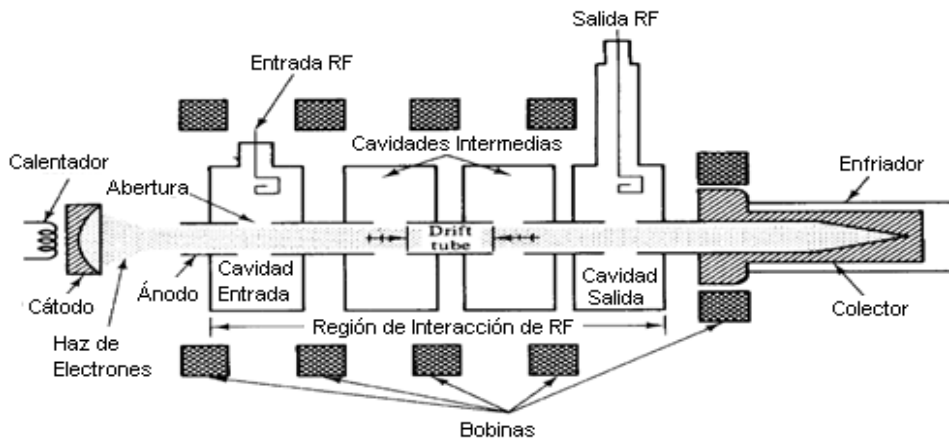 Salida RF
Entrada RF
Cavidades Intermedias
Calentador
Abertura
Enfriador
Drift
tube
Cátodo
Ánodo
Cavidad
Entrada
Cavidad
Salida
Colector
Haz de
Electrones
Región de Interacción de RF
Bobinas